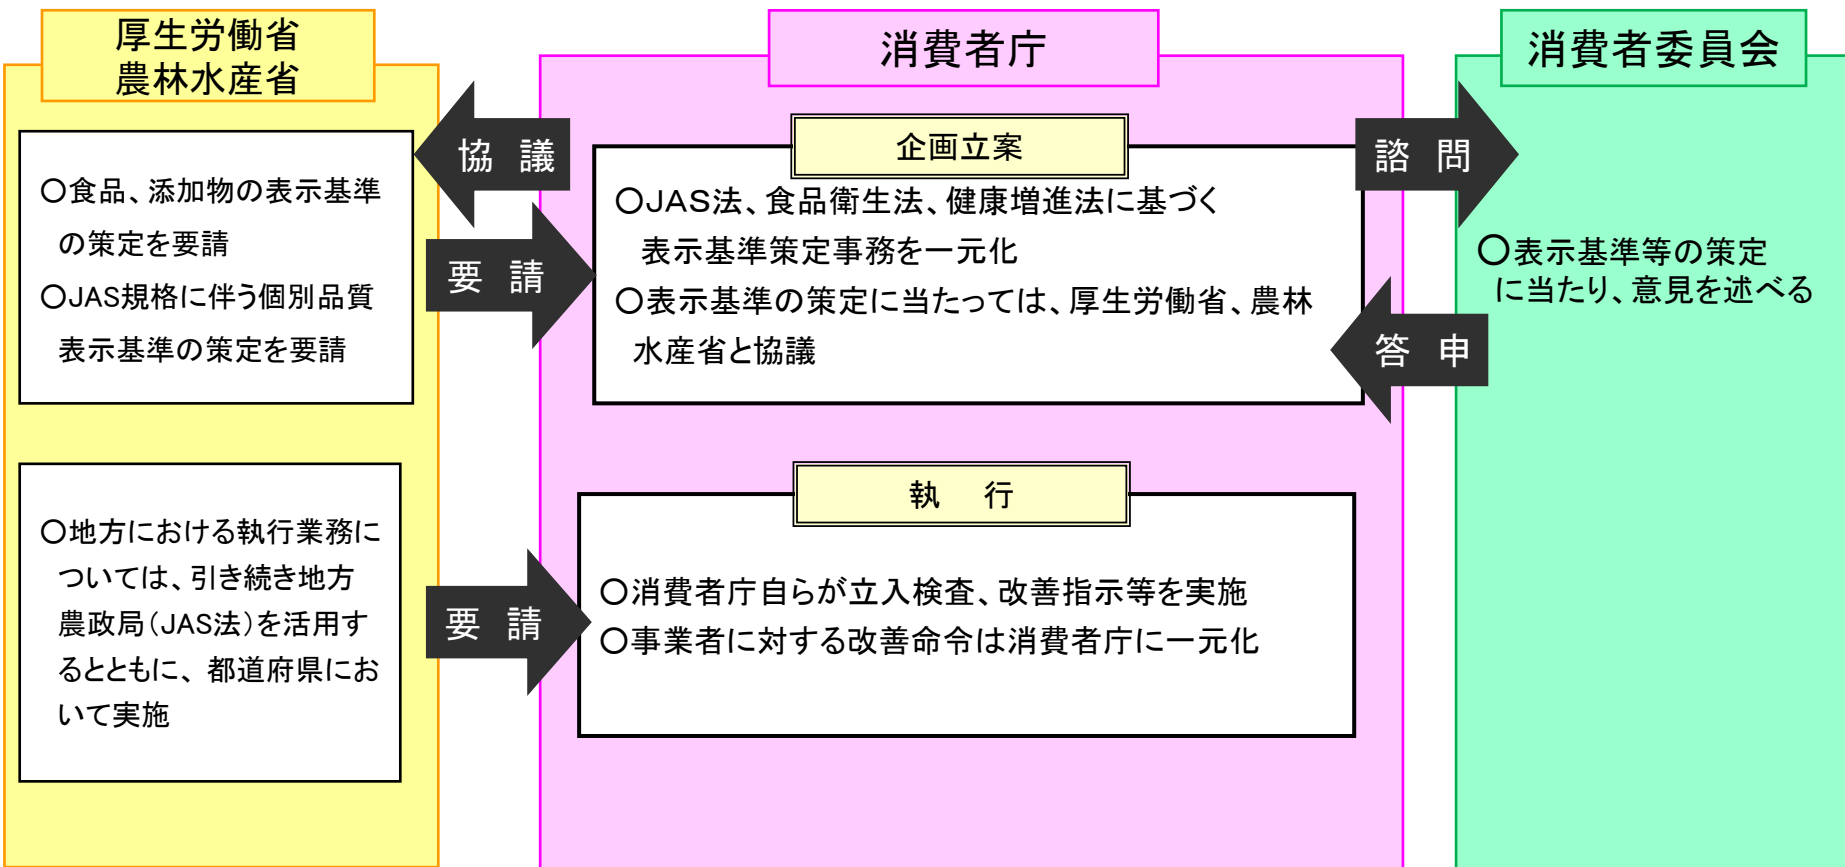 厚生労働省
農林水産省
○食品、添加物の表示基準
の策定を要請
○JAS規格に伴う個別品質
表示基準の策定を要請
○地方における執行業務に
ついては、引き続き地方
農政局（JAS法）を活用す
るとともに、都道府県にお
いて実施
協 議
要 請
要 請
消費者庁
企画立案
○JAS法、食品衛生法、健康増進法に基づく
表示基準策定事務を一元化
○表示基準の策定に当たっては、厚生労働省、農林
水産省と協議
執 行
○消費者庁自らが立入検査、改善指示等を実施
○事業者に対する改善命令は消費者庁に一元化
諮 問
答 申
消費者委員会
○表示基準等の策定
に当たり、意見を述べる